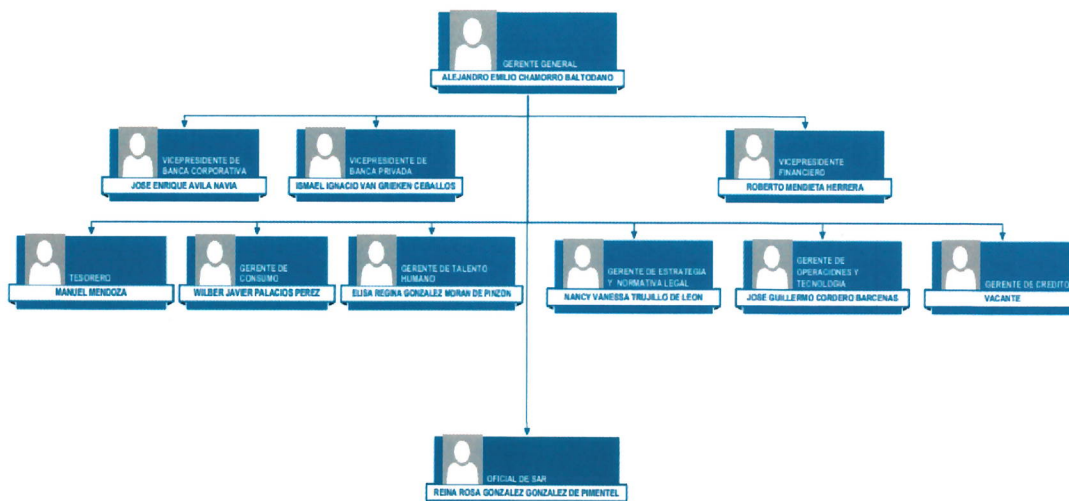 GERENTE GENERAL
ALEJANDRO EMILIO CHAMORRO BALTODANO
VICEPRESIDENTE DE
BANCA CORPORATIVA
JOSE ENRIQUE AVILA NAVIA
VICEPRESIDENTE DE
BANCA PRIVADA
ISMAEL IGNACIO VAN GRIEKEN CEBALLOS
VICEPRESIDENTE
FINANCIERO
ROBERTO MENDIETA HERRERA
TESORERO
MANUEL MENDOZA
GERENTE DE
CONSUMO
WILBER JAVIER PALACIOS PEREZ
GERENTE DE TALENTO
HUMANO
ELISA REGINA GONZALEZ MORAN DE PINZON
GERENTE DE ESTRATEGIA
Y NORMATIVA LEGAL
NANCY VANESSA TRUJILLO DE LEON
GERENTE DE
OPERACIONES Y
TECNOLOGIA
JOSE GUILLERMO CORDERO BARCENAS
GERENTE DE CREDITO
VACANTE
OFICIAL DE SAR
REINA ROSA GONZALEZ GONZALEZ DE PIMENTEL